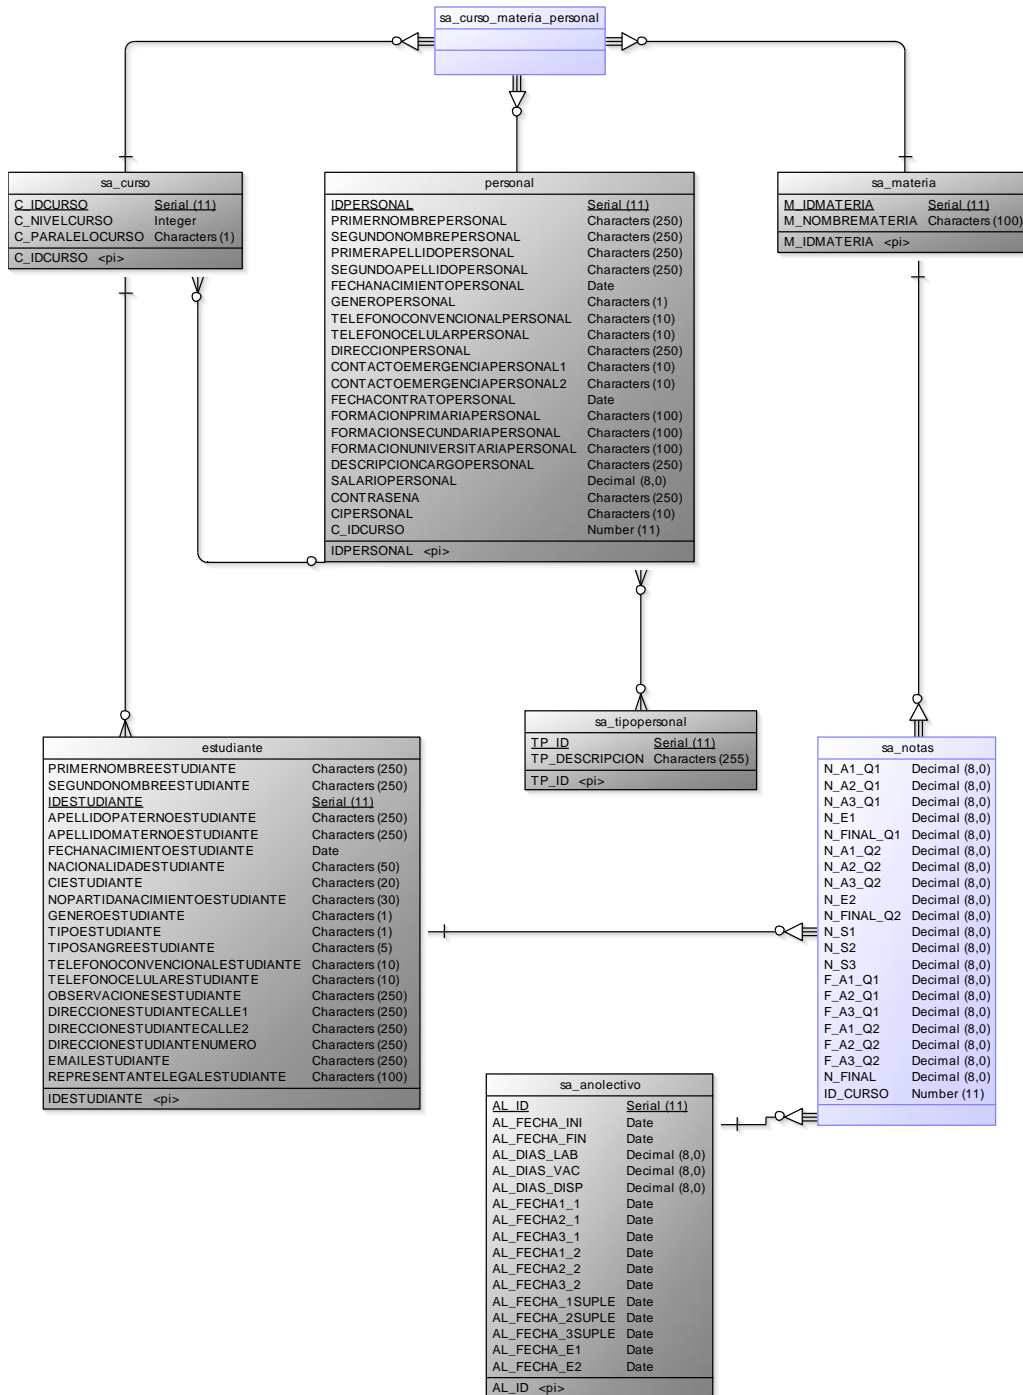 sa_curso_materia_personal
sa_curso
C_IDCURSO Serial (11)
C_NIVELCURSO Integer
C_PARALELOCURSO Characters (1)
C_IDCURSO <pi>
personal
IDPERSONAL Serial (11)
PRIMERNOMBREPERSONAL Characters (250)
SEGUNDONOMBREPERSONAL Characters (250)
PRIMERAPELLIDOPERSONAL Characters (250)
SEGUNDOAPELLIDOPERSONAL Characters (250)
FECHANACIMIENTOPERSONAL Date
GENEROPERSONAL Characters (1)
TELEFONOCONVENCIONALPERSONAL Characters (10)
TELEFONOCELULARPERSONAL Characters (10)
DIRECCIONPERSONAL Characters (250)
CONTACTOEMERGENCIAPERSONAL1 Characters (10)
CONTACTOEMERGENCIAPERSONAL2 Characters (10)
FECHACONTRATOPERSONAL Date
FORMACIONPRIMARIAPERSONAL Characters (100)
FORMACIONSECUNDARIAPERSONAL Characters (100)
FORMACIONUNIVERSITARIAPERSONAL Characters (100)
DESCRIPCIONCARGOPERSONAL Characters (250)
SALARIOPERSONAL Decimal (8,0)
CONTRASENA Characters (250)
CIPERSONAL Characters (10)
C_IDCURSO Number (11)
IDPERSONAL <pi>
sa_materia
M_IDMATERIA Serial (11)
M_NOMBREMATERIA Characters (100)
M_IDMATERIA <pi>
sa_tipopersonal
TP_ID Serial (11)
TP_DESCRIPCION Characters (255)
TP_ID <pi>
estudiante
PRIMERNOMBREESTUDIANTE Characters (250)
SEGUNDONOMBREESTUDIANTE Characters (250)
IDESTUDIANTE Serial (11)
APELLIDOPATERNOESTUDIANTE Characters (250)
APELLIDOMATERNOESTUDIANTE Characters (250)
FECHANACIMIENTOESTUDIANTE Date
NACIONALIDADESTUDIANTE Characters (50)
CIESTUDIANTE Characters (20)
NOPARTIDANACIMIENTOESTUDIANTE Characters (30)
GENEROESTUDIANTE Characters (1)
TIPOESTUDIANTE Characters (1)
TIPOSANGREESTUDIANTE Characters (5)
TELEFONOCONVENCIONALESTUDIANTE Characters (10)
TELEFONOCELULARESTUDIANTE Characters (10)
OBSERVACIONESESTUDIANTE Characters (250)
DIRECCIONESTUDIANTECALLE1 Characters (250)
DIRECCIONESTUDIANTECALLE2 Characters (250)
DIRECCIONESTUDIANTENUMERO Characters (250)
EMAILESTUDIANTE Characters (250)
REPRESENTANTELEGALESTUDIANTE Characters (100)
IDESTUDIANTE <pi>
sa_notas
N_A1_Q1 Decimal (8,0)
N_A2_Q1 Decimal (8,0)
N_A3_Q1 Decimal (8,0)
N_E1 Decimal (8,0)
N_FINAL_Q1 Decimal (8,0)
N_A1_Q2 Decimal (8,0)
N_A2_Q2 Decimal (8,0)
N_A3_Q2 Decimal (8,0)
N_E2 Decimal (8,0)
N_FINAL_Q2 Decimal (8,0)
N_S1 Decimal (8,0)
N_S2 Decimal (8,0)
N_S3 Decimal (8,0)
F_A1_Q1 Decimal (8,0)
F_A2_Q1 Decimal (8,0)
F_A3_Q1 Decimal (8,0)
F_A1_Q2 Decimal (8,0)
F_A2_Q2 Decimal (8,0)
F_A3_Q2 Decimal (8,0)
N_FINAL Decimal (8,0)
ID_CURSO Number (11)
sa_anolectivo
AL_ID Serial (11)
AL_FECHA_INI Date
AL_FECHA_FIN Date
AL_DIAS_LAB Decimal (8,0)
AL_DIAS_VAC Decimal (8,0)
AL_DIAS_DISP Decimal (8,0)
AL_FECHA1_1 Date
AL_FECHA2_1 Date
AL_FECHA3_1 Date
AL_FECHA1_2 Date
AL_FECHA2_2 Date
AL_FECHA3_2 Date
AL_FECHA_1SUPLE Date
AL_FECHA_2SUPLE Date
AL_FECHA_3SUPLE Date
AL_FECHA_E1 Date
AL_FECHA_E2 Date
AL_ID <pi>